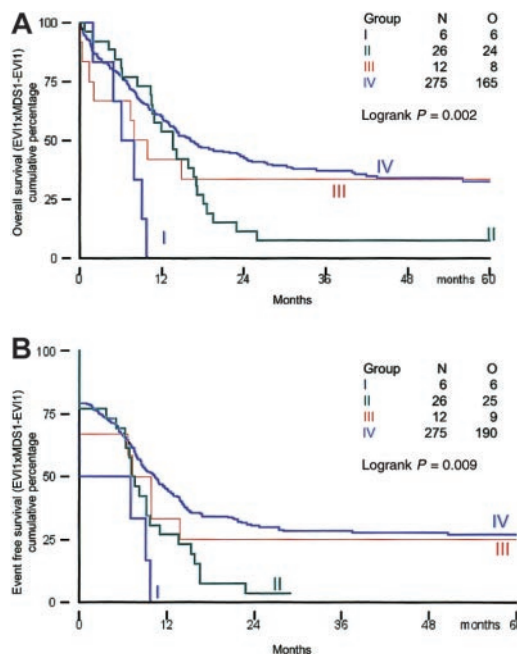 A
Group N O
I 6 6
II 26 24
III 12 8
IV 275 165
Logrank P = 0.002
Overall survival (EVI1xMDS1-EVI1)
cumulative percentage
100
75
50
25
0
IV
III
II
I
0 12 24 36 48 months 60
Months
B
Group N O
I 6 6
II 26 25
III 12 9
IV 275 190
Logrank P = 0.009
Event free survival (EVI1xMDS1-EVI1)
cumulative percentage
100
75
50
25
0
IV
III
II
I
0 12 24 36 48 months 60
Months